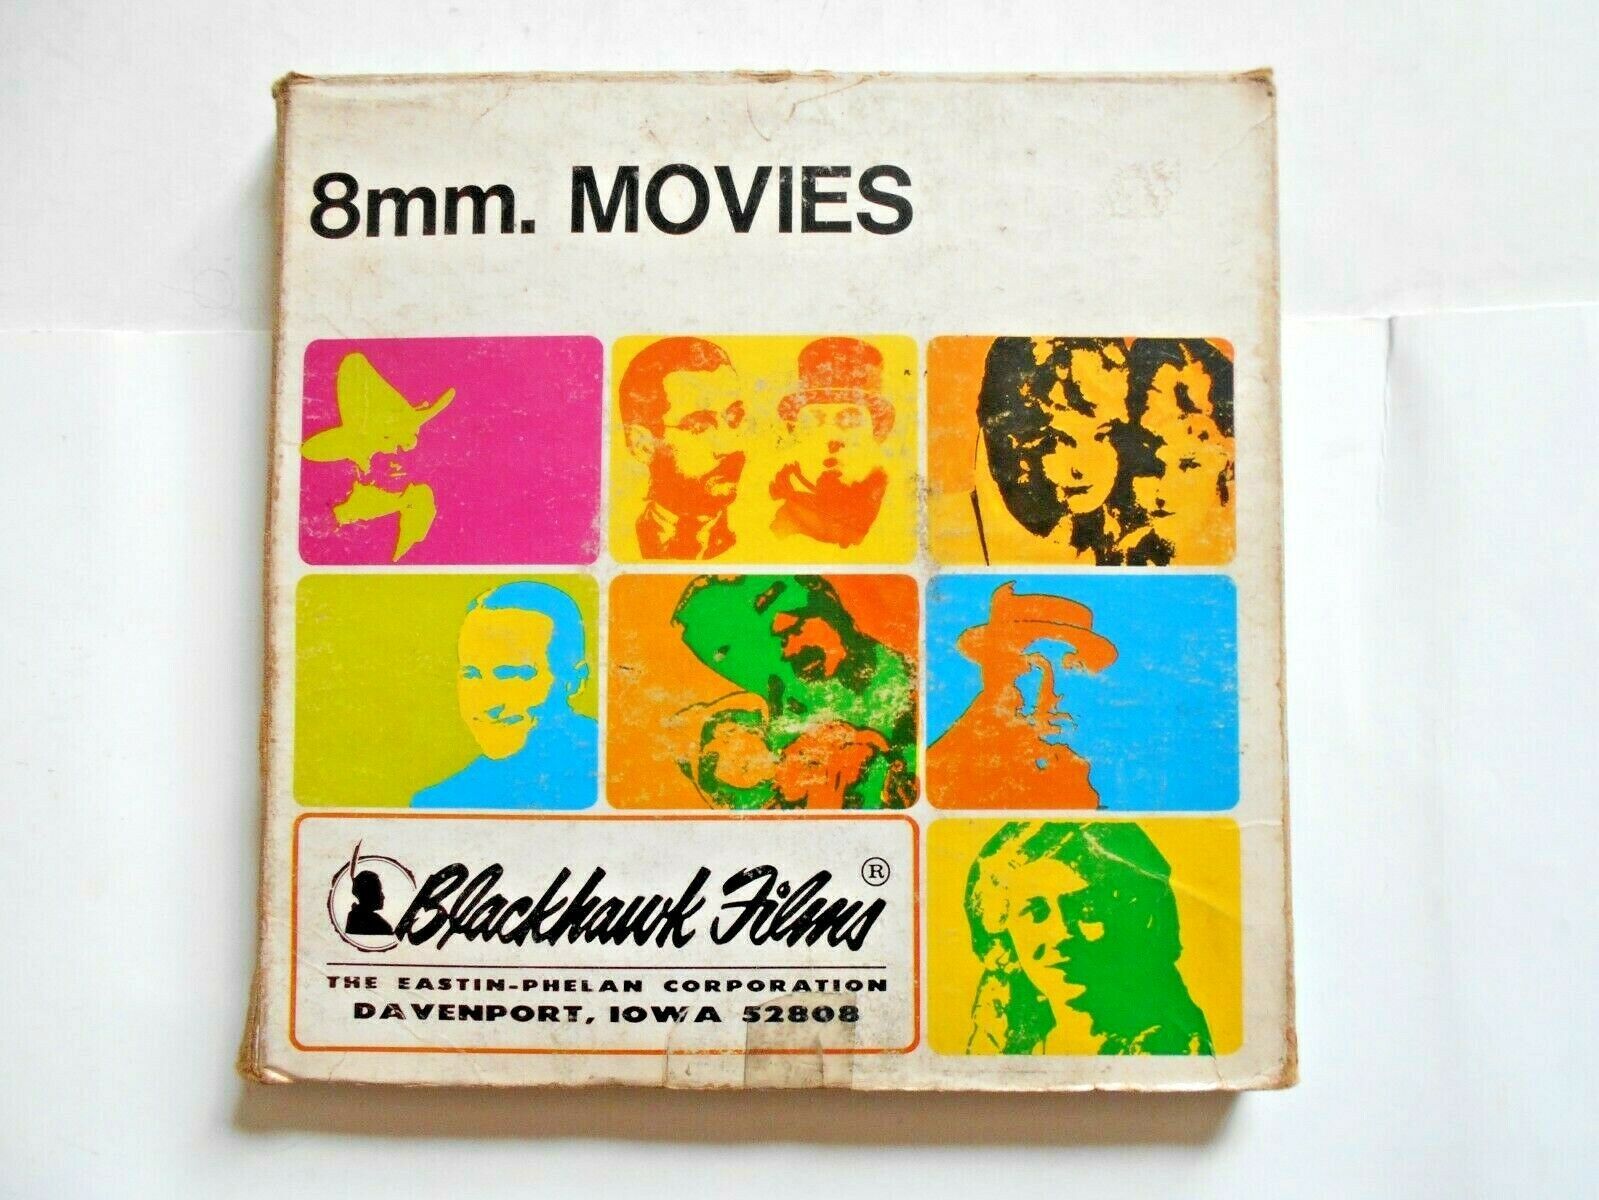 8mm. MOVIES
Blackhawk Films ®
THE EASTIN-PHELAN CORPORATION
DAVENPORT, IOWA 52808